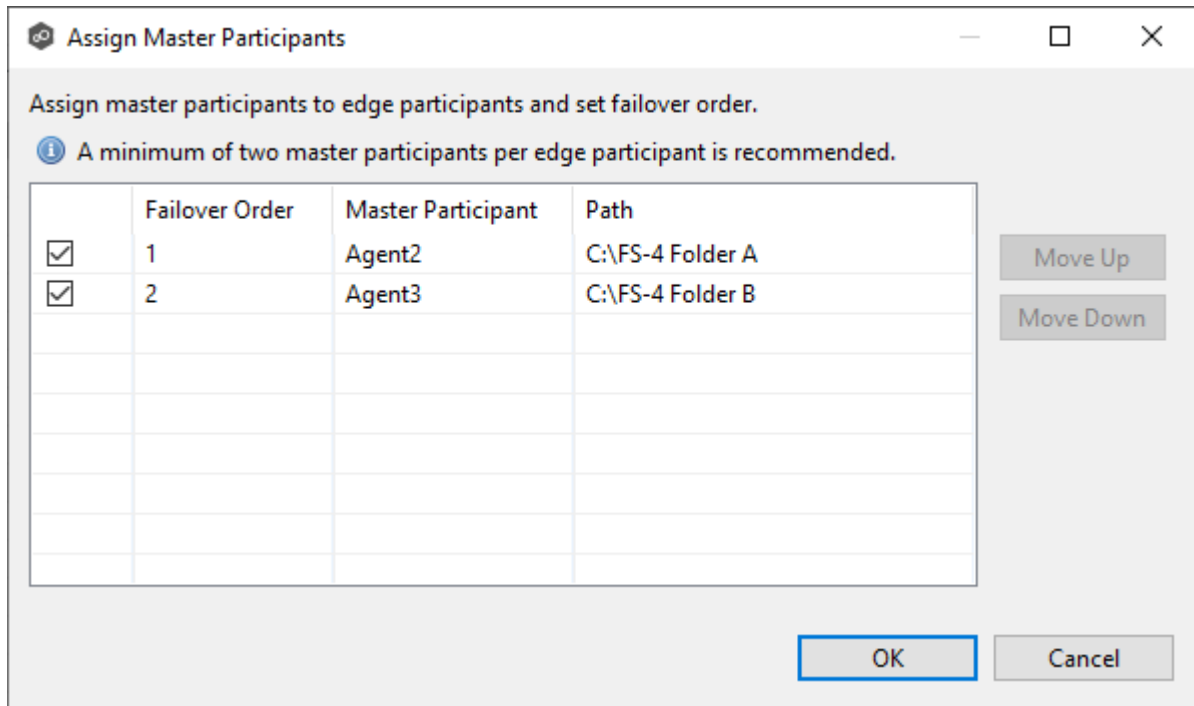 Assign Master Participants
Assign master participants to edge participants and set failover order.
A minimum of two master participants per edge participant is recommended.
Failover Order Master Participant Path
1 Agent2 C:\FS-4 Folder A
2 Agent3 C:\FS-4 Folder B
Move Up
Move Down
OK Cancel